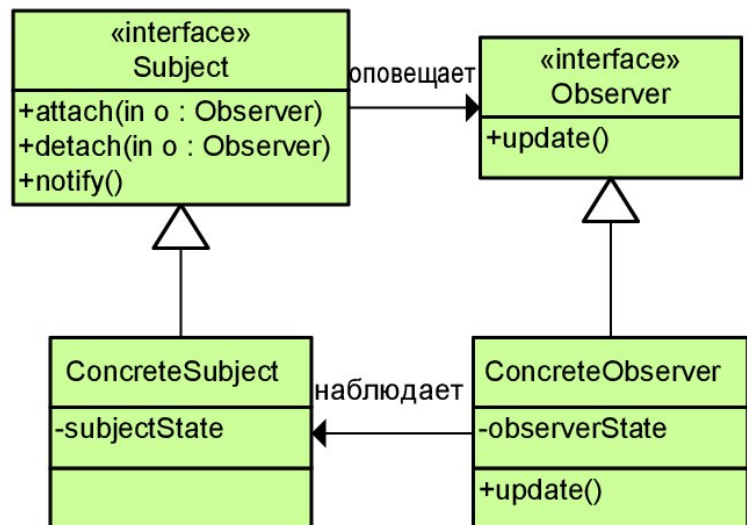 «interface»
Subject
+attach(in o : Observer)
+detach(in o : Observer)
+notify()
оповещает
«interface»
Observer
+update()
ConcreteSubject
-subjectState
наблюдает
ConcreteObserver
-observerState
+update()